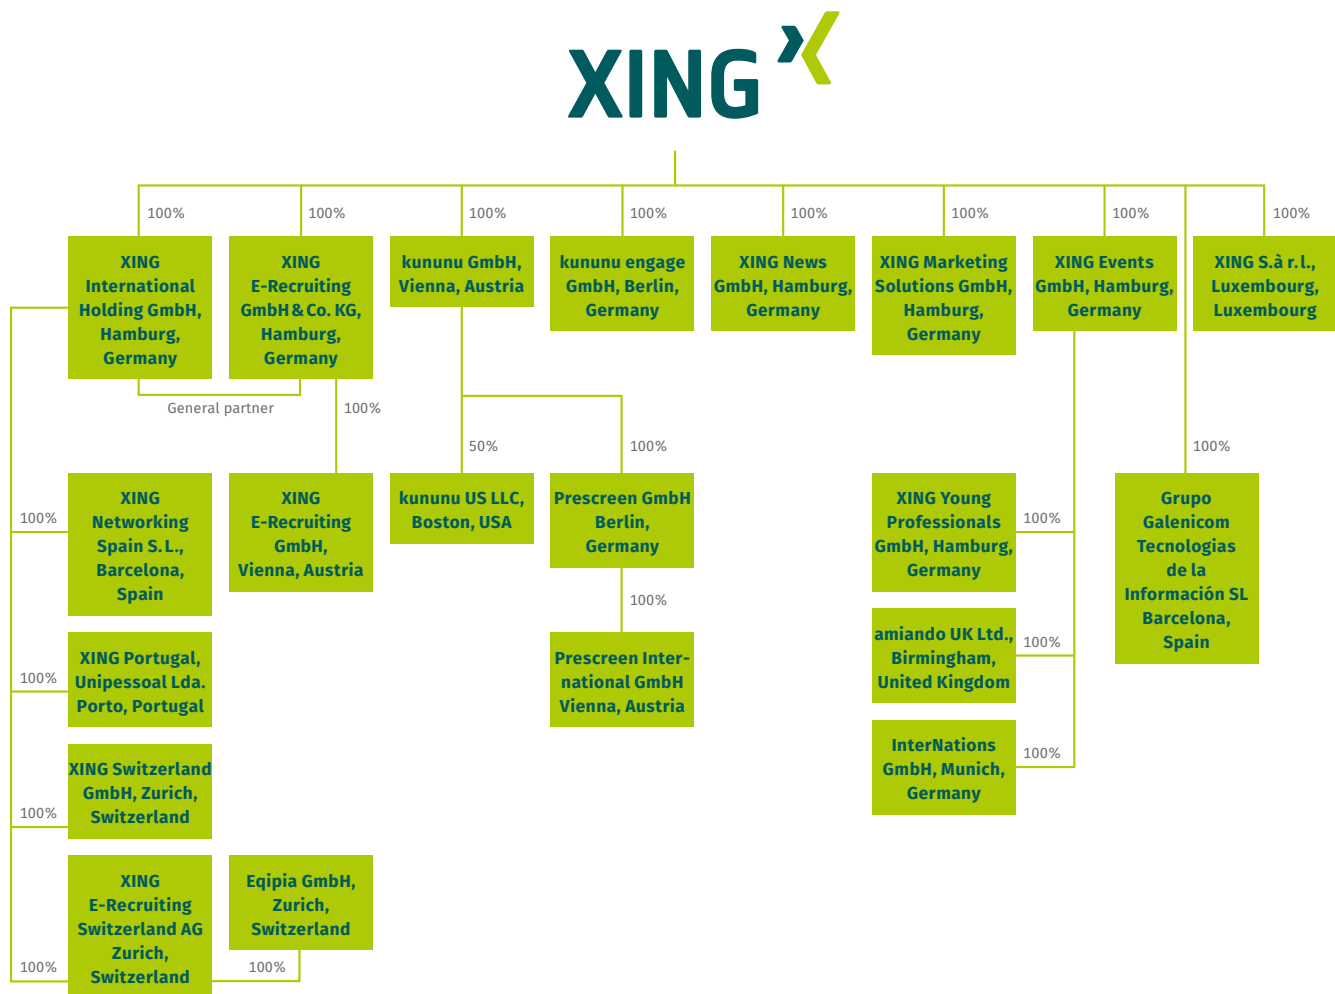 XING
100%
100%
100%
100%
100%
100%
100%
100%
XING
International
Holding GmbH,
Hamburg,
Germany
XING
E-Recruiting
GmbH & Co. KG,
Hamburg,
Germany
kununu GmbH,
Vienna, Austria
kununu engage
GmbH, Berlin,
Germany
XING News
GmbH, Hamburg,
Germany
XING Marketing
Solutions GmbH,
Hamburg,
Germany
XING Events
GmbH, Hamburg,
Germany
XING S.à r. l.,
Luxembourg,
Luxembourg
General partner
100%
50%
100%
100%
XING
Networking
Spain S. L.,
Barcelona,
Spain
100%
XING
E-Recruiting
GmbH,
Vienna, Austria
kununu US LLC,
Boston, USA
Prescreen GmbH
Berlin,
Germany
XING Young
Professionals
GmbH, Hamburg,
Germany
100%
Grupo
Galenicom
Tecnologias
de la
Información SL
Barcelona,
Spain
100%
XING Portugal,
Unipessoal Lda.
Porto, Portugal
100%
Prescreen Inter-
national GmbH
Vienna, Austria
amiando UK Ltd.,
Birmingham,
United Kingdom
100%
XING Switzerland
GmbH, Zurich,
Switzerland
100%
InterNations
GmbH, Munich,
Germany
100%
XING
E-Recruiting
Switzerland AG
Zurich,
Switzerland
100%
Eqipia GmbH,
Zurich,
Switzerland
100%